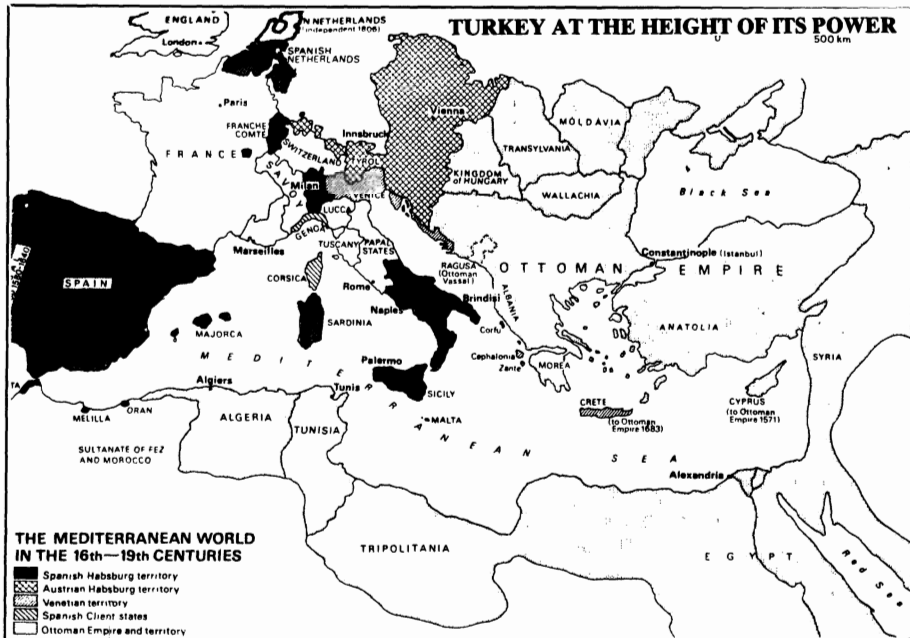 TURKEY AT THE HEIGHT OF ITS POWER
500 km
ENGLAND
London
N NETHERLANDS
(independent 1606)
SPANISH
NETHERLANDS
Paris
FRANCHE
COMTE
FRANCE
SWITZERLAND
Innsbruck
TYROL
Vienna
SAVOY
Milan
VENICE
GENOA
LUCCA
TUSCANY
PAPAL
STATES
Marseilles
CORSICA
Rome
Naples
Brindisi
SARDINIA
SPAIN
MAJORCA
Palermo
SICILY
MALTA
KINGDOM
of HUNGARY
TRANSYLVANIA
MOLDAVIA
WALLACHIA
Black Sea
RAGUSA
(Ottoman
Vassal)
OTTOMAN EMPIRE
Constantinople (Istanbul)
ALBANIA
Corfu
Cephalonia
Zante
MOREA
ANATOLIA
SYRIA
CRETE
(to Ottoman
Empire 1683)
CYPRUS
(to Ottoman
Empire 1571)
MEDITERRANEAN SEA
TA
MELILLA
ORAN
Algiers
Tunis
ALGERIA
TUNISIA
SULTANATE OF FEZ
AND MOROCCO
TRIPOLITANIA
Alexandria
EGYPT
Red Sea
THE MEDITERRANEAN WORLD
IN THE 16th—19th CENTURIES
Spanish Habsburg territory
Austrian Habsburg territory
Venetian territory
Spanish Client states
Ottoman Empire and territory